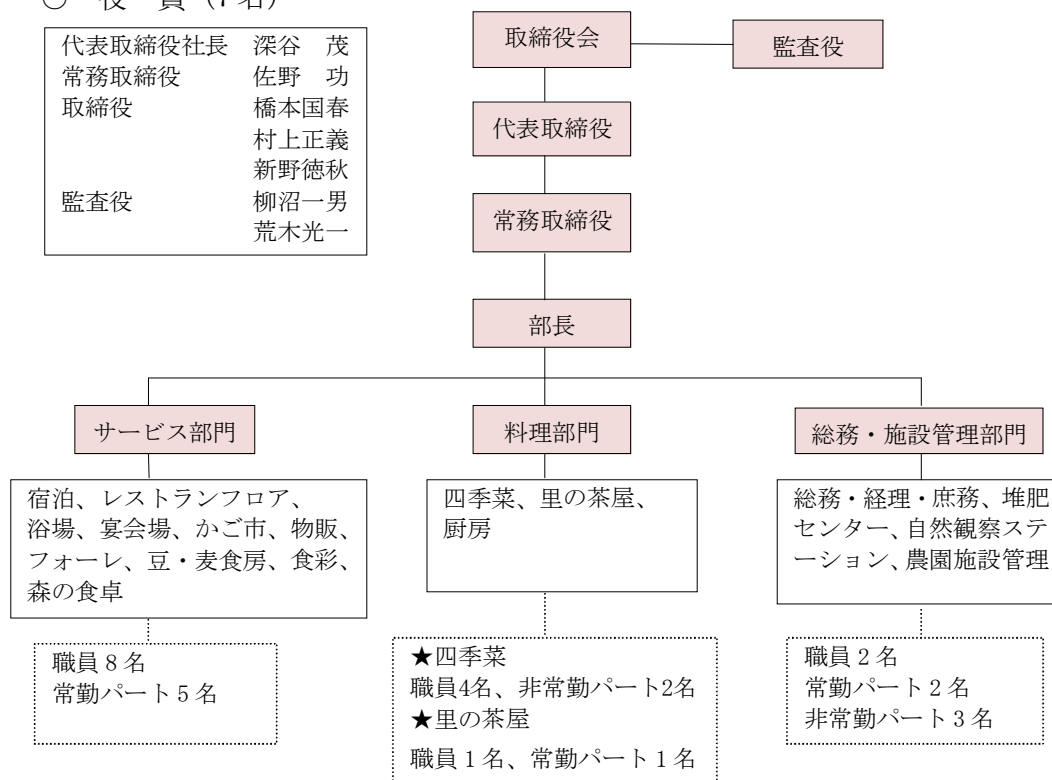 ○ 役 員（7名）
代表取締役社長 深谷 茂
常務取締役 佐野 功
取締役 橋本国春
村上正義
新野徳秋
監査役 柳沼一男
荒木光一
取締役会
監査役
代表取締役
常務取締役
部長
サービス部門
宿泊、レストランフロア、
浴場、宴会場、かご市、物販、
フォーレ、豆・麦食房、食彩、
森の食卓
職員８名
常勤パート５名
料理部門
四季菜、里の茶屋、
厨房
★四季菜
職員4名、非常勤パート2名
★里の茶屋
職員１名、常勤パート１名
総務・施設管理部門
総務・経理・庶務、堆肥
センター、自然観察ステ
ーション、農園施設管理
職員２名
常勤パート２名
非常勤パート３名